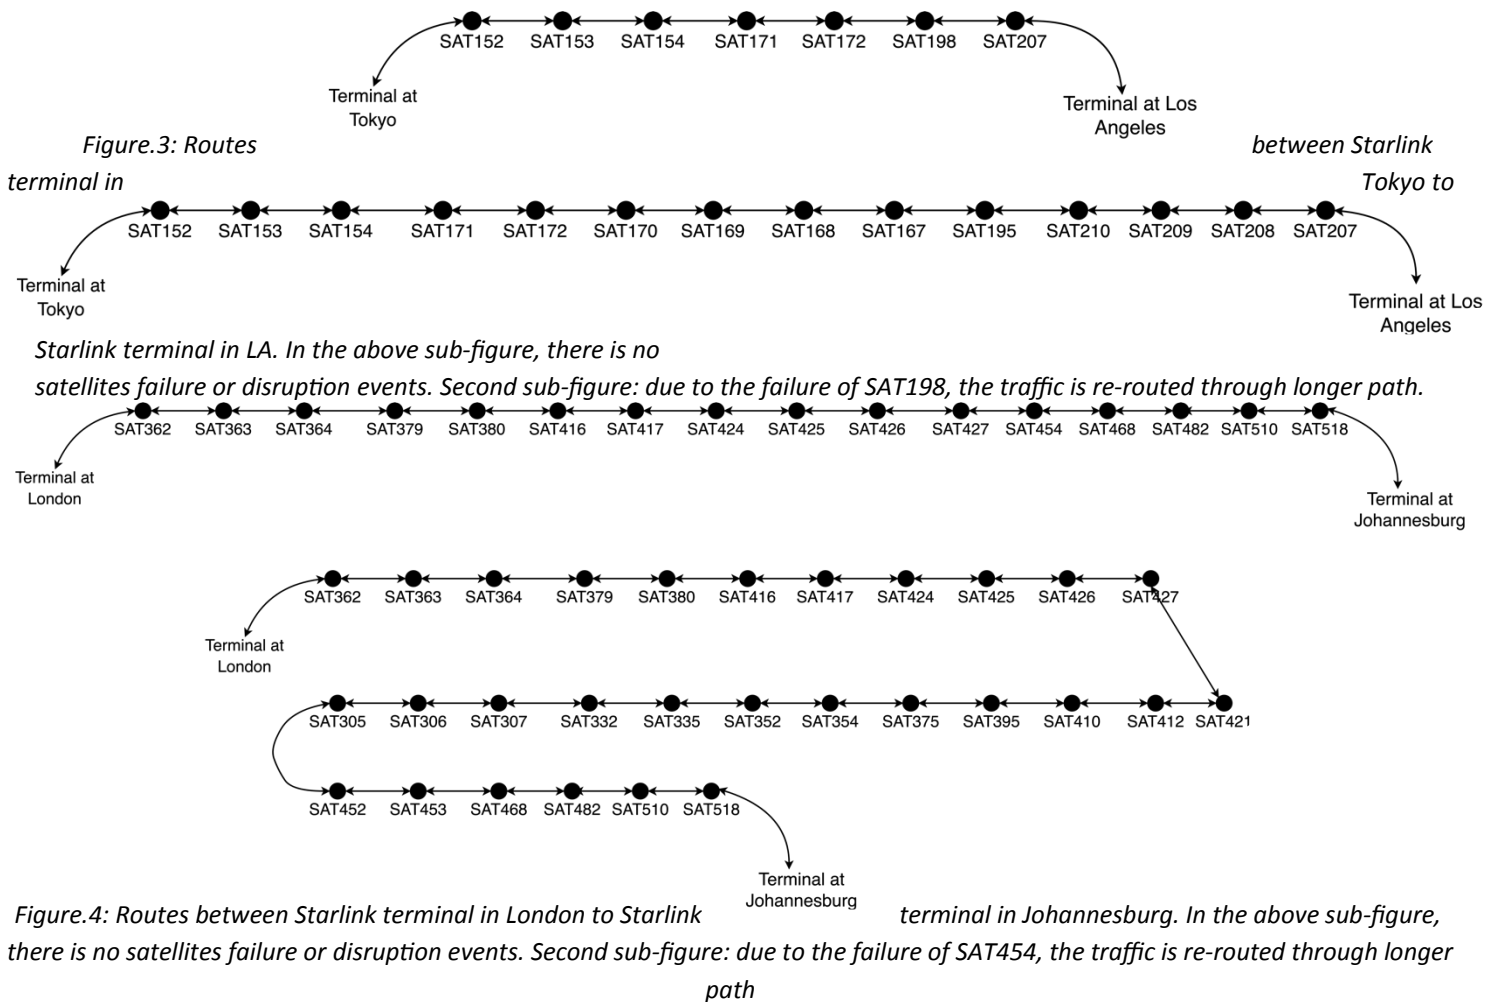 SAT152 SAT153 SAT154 SAT171 SAT172 SAT198 SAT207
Terminal at
Tokyo
Terminal at Los
Angeles
Figure.3: Routes between Starlink
terminal in Tokyo to
SAT152 SAT153 SAT154 SAT171 SAT172 SAT170 SAT169 SAT168 SAT167 SAT195 SAT210 SAT209 SAT208 SAT207
Terminal at
Tokyo
Terminal at Los
Angeles
Starlink terminal in LA. In the above sub-figure, there is no
satellites failure or disruption events. Second sub-figure: due to the failure of SAT198, the traffic is re-routed through longer path.
SAT362 SAT363 SAT364 SAT379 SAT380 SAT416 SAT417 SAT424 SAT425 SAT426 SAT427 SAT454 SAT468 SAT482 SAT510 SAT518
Terminal at
London
Terminal at
Johannesburg
SAT362 SAT363 SAT364 SAT379 SAT380 SAT416 SAT417 SAT424 SAT425 SAT426 SAT427
Terminal at
London
SAT305 SAT306 SAT307 SAT332 SAT335 SAT352 SAT354 SAT375 SAT395 SAT410 SAT412 SAT421
SAT452 SAT453 SAT468 SAT482 SAT510 SAT518
Terminal at
Johannesburg
Figure.4: Routes between Starlink terminal in London to Starlink terminal in Johannesburg. In the above sub-figure,
there is no satellites failure or disruption events. Second sub-figure: due to the failure of SAT454, the traffic is re-routed through longer
path